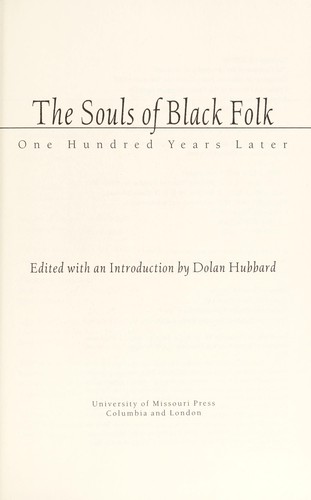 The Souls of Black Folk
One Hundred Years Later
Edited with an Introduction by Dolan Hubbard
University of Missouri Press
Columbia and London